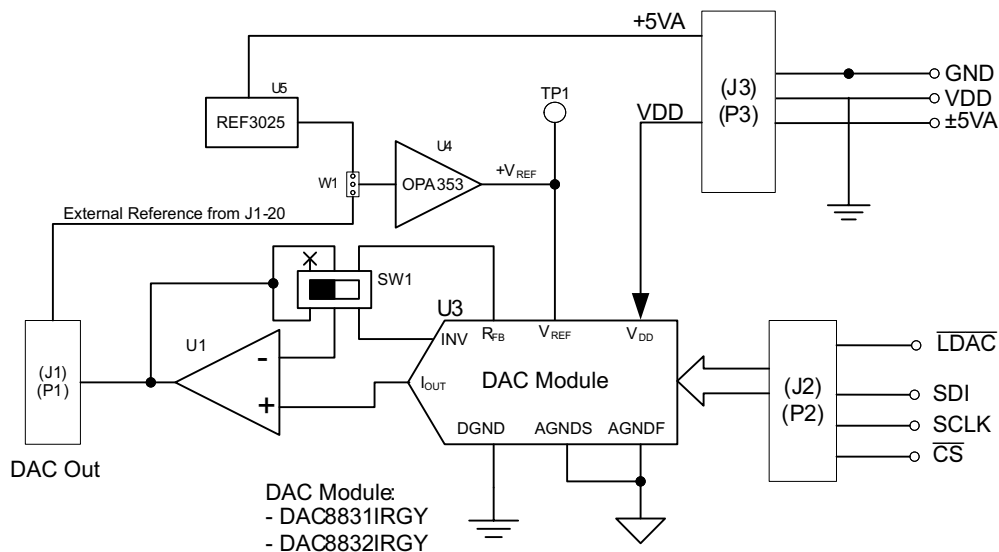 +5VA
U5
REF3025
TP1
(J3)
(P3)
GND
VDD
±5VA
VDD
U4
W1
OPA353
+VREF
External Reference from J1-20
SW1
U3
RFB
VREF
VDD
INV
U1
-
+
IOUT
DAC Module
DGND
AGNDS
AGNDF
(J1)
(P1)
DAC Out
(J2)
(P2)
LDAC
SDI
SCLK
CS
DAC Module:
- DAC8831IRGY
- DAC8832IRGY